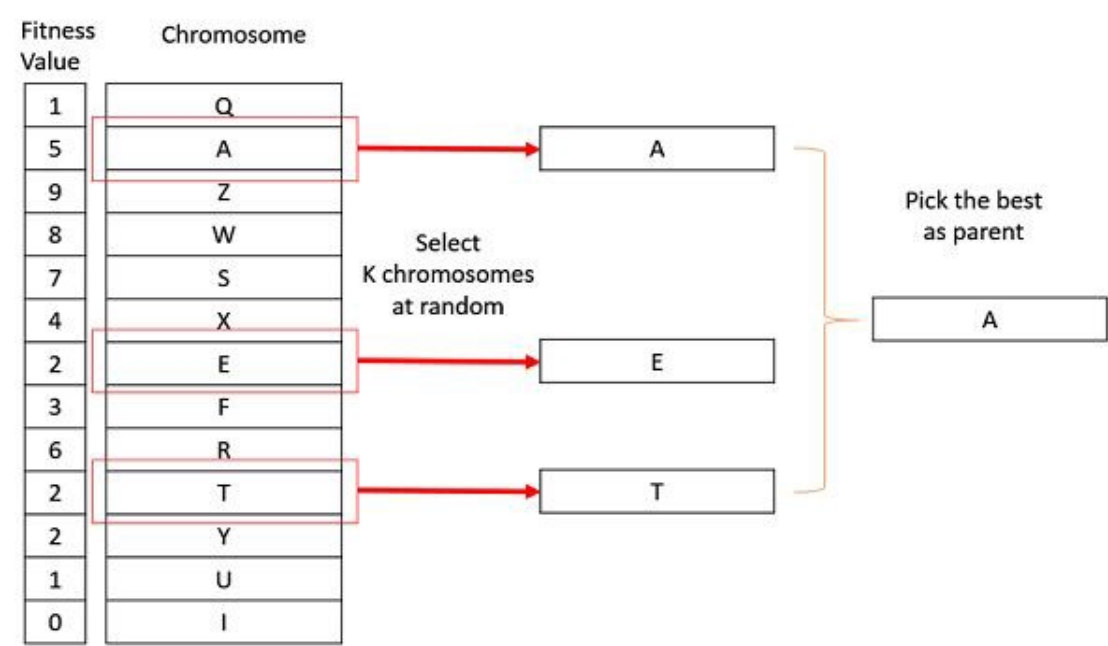 Fitness
Value
Chromosome
1 Q
5 A
9 Z
8 W
7 S
4 X
2 E
3 F
6 R
2 T
2 Y
1 U
0 I
Select
K chromosomes
at random
A
E
T
Pick the best
as parent
A